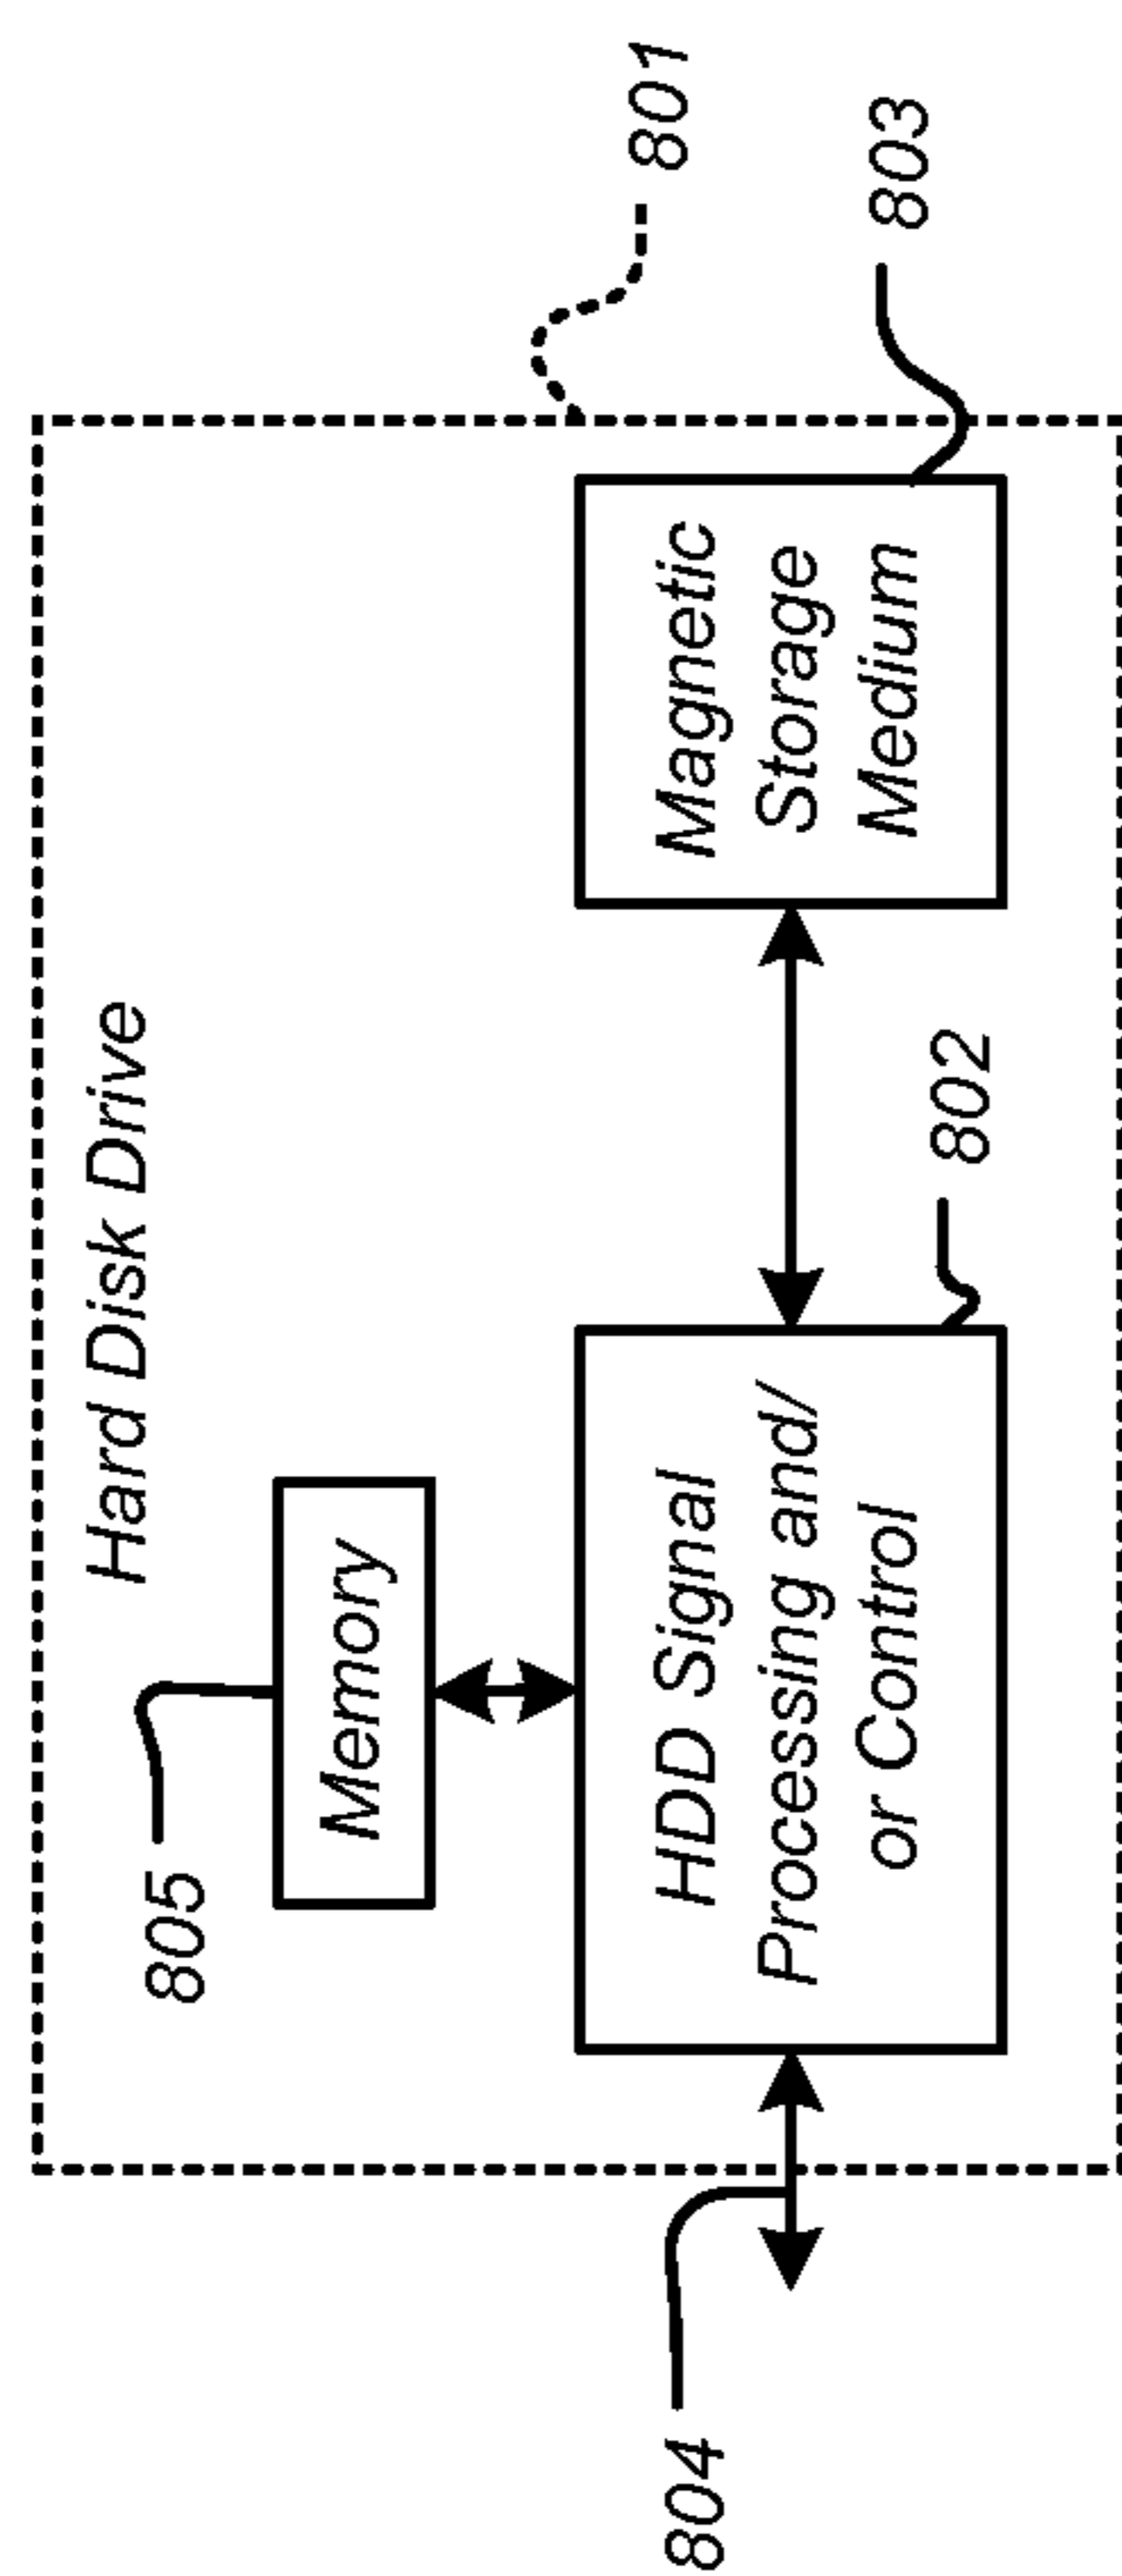 Hard Disk Drive
801
805
Memory
HDD Signal
Processing and/
or Control
Magnetic
Storage
Medium
804
802
803